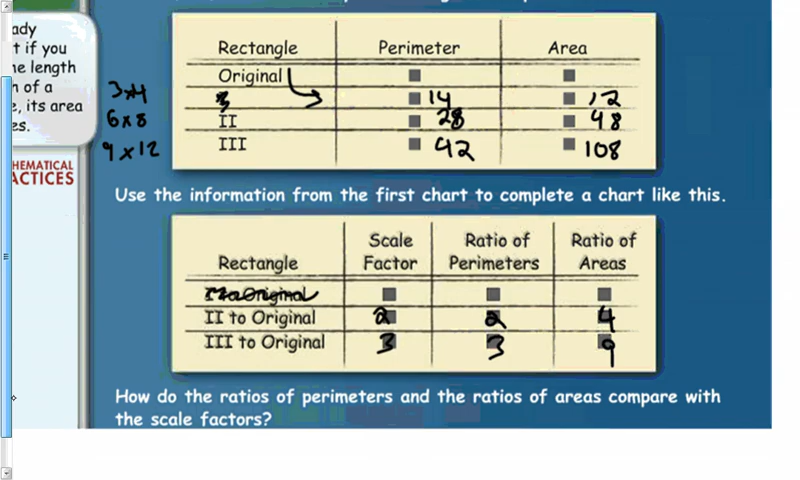 ady
t if you
ne length
n of a
e, its area
es.
HEMATICAL
ACTICES
3x4
6x8
9x12
Rectangle Perimeter Area
Original
14 12
II 28 48
III 42 108
Use the information from the first chart to complete a chart like this.
Rectangle Scale Factor Ratio of Perimeters Ratio of Areas
II to Original 2 2 4
III to Original 3 3 9
How do the ratios of perimeters and the ratios of areas compare with
the scale factors?